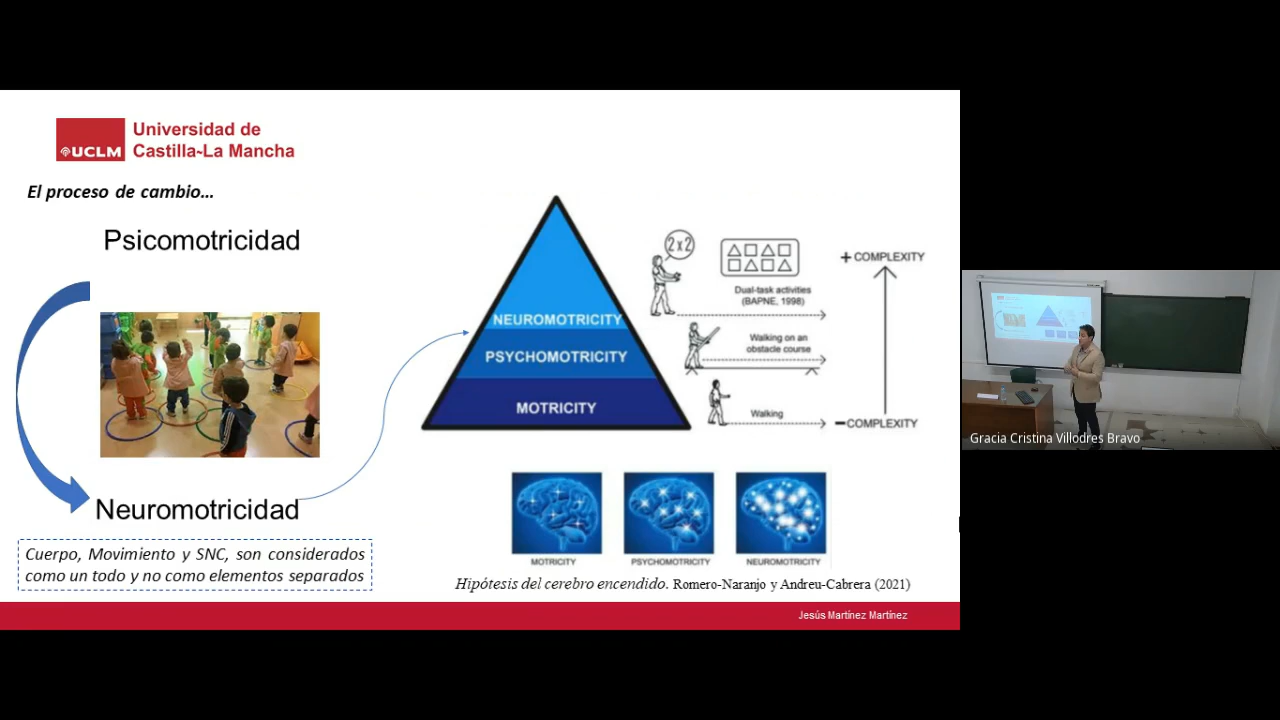 UCLM
Universidad de
Castilla~La Mancha
El proceso de cambio...
Psicomotricidad
Neuromotricidad
Cuerpo, Movimiento y SNC, son considerados
como un todo y no como elementos separados
NEUROMOTRICITY
PSYCHOMOTRICITY
MOTRICITY
2 x 2
Dual-task activities
(BAPNE, 1998)
Walking on an
obstacle course
Walking
+ COMPLEXITY
- COMPLEXITY
MOTRICITY
PSYCHOMOTRICITY
NEUROMOTRICITY
Hipótesis del cerebro encendido. Romero-Naranjo y Andreu-Cabrera (2021)
Jesús Martínez Martínez
Gracia Cristina Villodres Bravo